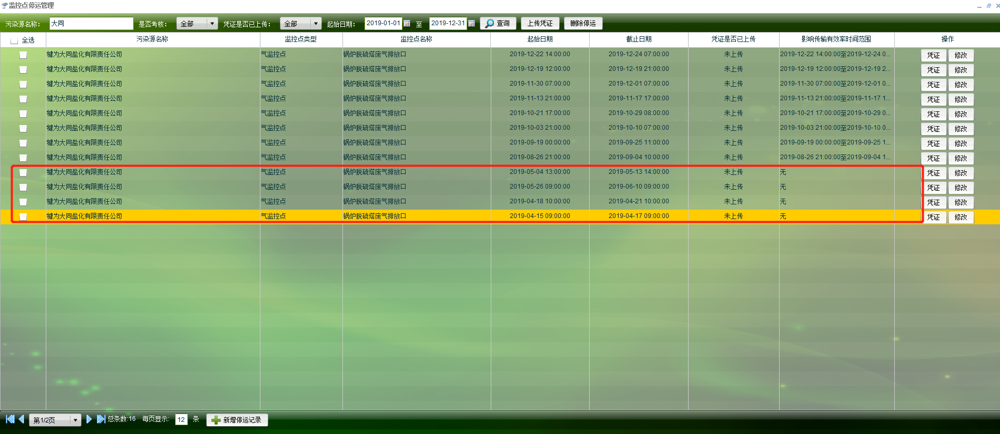 监控点停运管理
污染源名称： 大同 是否考核： 全部 凭证是否已上传： 全部 起始日期： 2019-01-01 至 2019-12-31 查询 上传凭证 删除停运
全选 污染源名称 监控点类型 监控点名称 起始日期 截止日期 凭证是否已上传 影响传输有效率时间范围 操作
犍为大同盐化有限责任公司 气监控点 锅炉脱硫塔废气排放口 2019-12-22 14:00:00 2019-12-24 07:00:00 未上传 2019-12-22 14:00:00至2019-12-24 0... 凭证 修改
犍为大同盐化有限责任公司 气监控点 锅炉脱硫塔废气排放口 2019-12-19 12:00:00 2019-12-19 21:00:00 未上传 2019-12-19 12:00:00至2019-12-19 2... 凭证 修改
犍为大同盐化有限责任公司 气监控点 锅炉脱硫塔废气排放口 2019-11-30 07:00:00 2019-12-01 07:00:00 未上传 2019-11-30 07:00:00至2019-12-01 0... 凭证 修改
犍为大同盐化有限责任公司 气监控点 锅炉脱硫塔废气排放口 2019-11-13 21:00:00 2019-11-17 17:00:00 未上传 2019-11-13 21:00:00至2019-11-17 1... 凭证 修改
犍为大同盐化有限责任公司 气监控点 锅炉脱硫塔废气排放口 2019-10-21 17:00:00 2019-10-29 08:00:00 未上传 2019-10-21 17:00:00至2019-10-29 0... 凭证 修改
犍为大同盐化有限责任公司 气监控点 锅炉脱硫塔废气排放口 2019-10-03 21:00:00 2019-10-10 07:00:00 未上传 2019-10-03 21:00:00至2019-10-10 0... 凭证 修改
犍为大同盐化有限责任公司 气监控点 锅炉脱硫塔废气排放口 2019-09-19 00:00:00 2019-09-25 11:00:00 未上传 2019-09-19 00:00:00至2019-09-25 1... 凭证 修改
犍为大同盐化有限责任公司 气监控点 锅炉脱硫塔废气排放口 2019-08-26 21:00:00 2019-09-04 10:00:00 未上传 2019-08-26 21:00:00至2019-09-04 1... 凭证 修改
犍为大同盐化有限责任公司 气监控点 锅炉脱硫塔废气排放口 2019-05-04 13:00:00 2019-05-13 14:00:00 未上传 无 凭证 修改
犍为大同盐化有限责任公司 气监控点 锅炉脱硫塔废气排放口 2019-05-26 09:00:00 2019-06-10 09:00:00 未上传 无 凭证 修改
犍为大同盐化有限责任公司 气监控点 锅炉脱硫塔废气排放口 2019-04-18 10:00:00 2019-04-21 10:00:00 未上传 无 凭证 修改
犍为大同盐化有限责任公司 气监控点 锅炉脱硫塔废气排放口 2019-04-15 09:00:00 2019-04-17 09:00:00 未上传 无 凭证 修改
第1/2页 总条数:16 每页显示: 12 条 新增停运记录